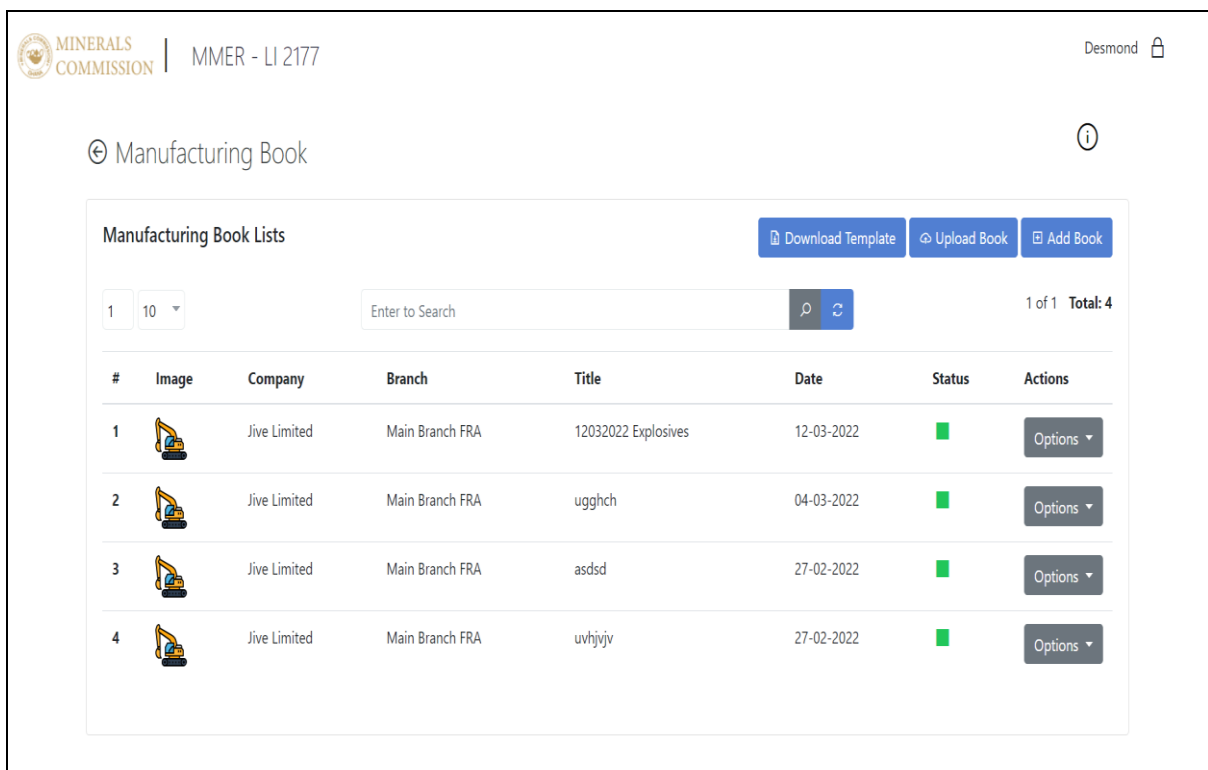 MINERALS
COMMISSION
MMER - LI 2177
Desmond
Manufacturing Book
Manufacturing Book Lists
Download Template
Upload Book
Add Book
1 10 Enter to Search 1 of 1 Total: 4
# Image Company Branch Title Date Status Actions
1 Jive Limited Main Branch FRA 12032022 Explosives 12-03-2022 Options
2 Jive Limited Main Branch FRA ugghch 04-03-2022 Options
3 Jive Limited Main Branch FRA asdsd 27-02-2022 Options
4 Jive Limited Main Branch FRA uvhjvjv 27-02-2022 Options